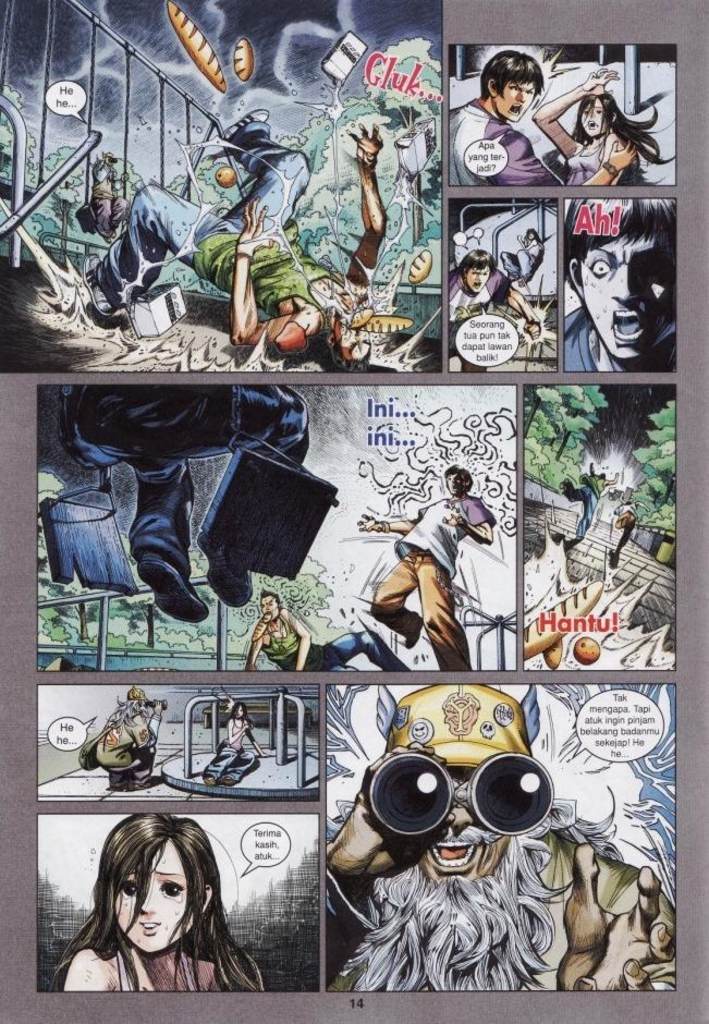 He
he...
Gluk...
Apa
yang ter-
jadi?
Seorang
tua pun tak
dapat lawan
balik!
Ah!
Ini...
ini...
Hantu!
He
he...
Tak
mengapa. Tapi
atuk ingin pinjam
belakang badanmu
sekejap! He
he...
Terima
kasih,
atuk...
14